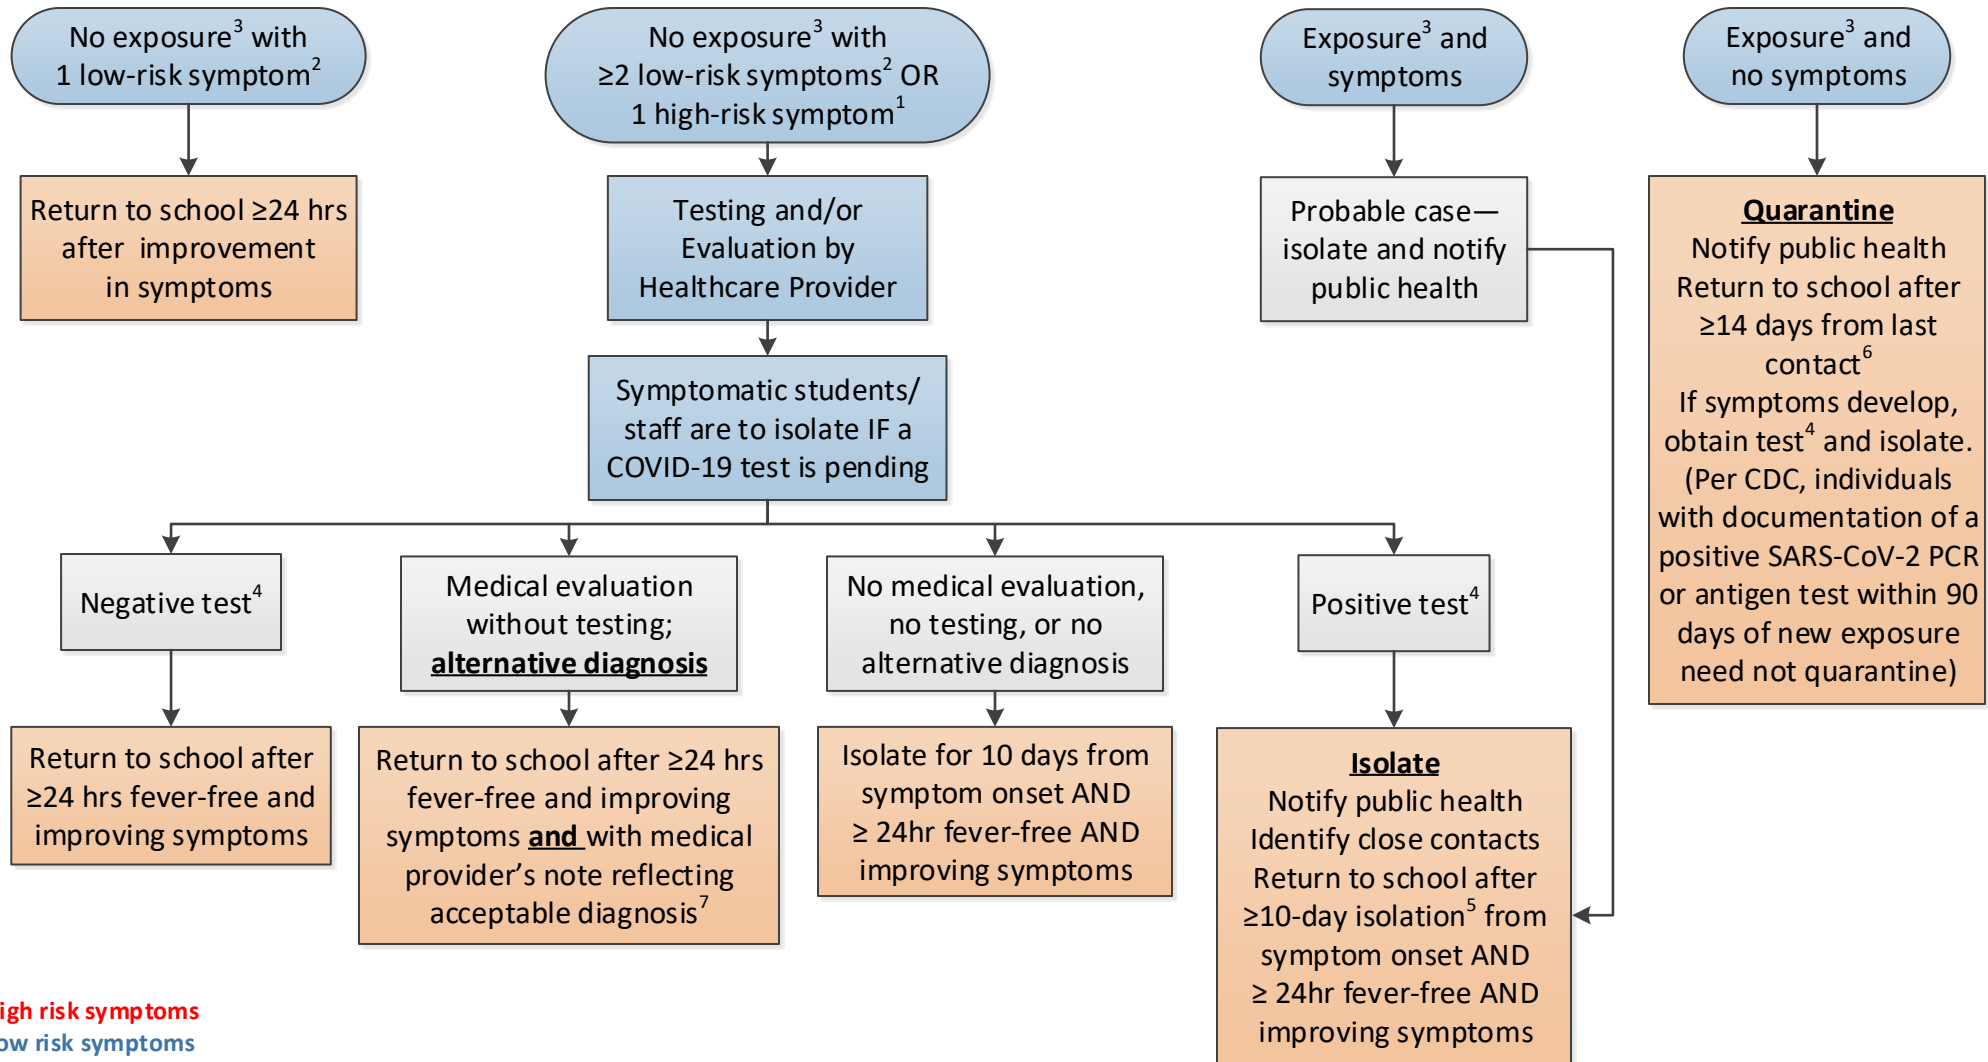 No exposure³ with
1 low-risk symptom²
No exposure³ with
≥2 low-risk symptoms² OR
1 high-risk symptom¹
Exposure³ and
symptoms
Exposure³ and
no symptoms
Return to school ≥24 hrs
after improvement
in symptoms
Testing and/or
Evaluation by
Healthcare Provider
Probable case—
isolate and notify
public health
Quarantine
Notify public health
Return to school after
≥14 days from last
contact⁶
If symptoms develop,
obtain test⁴ and isolate.
(Per CDC, individuals
with documentation of a
positive SARS-CoV-2 PCR
or antigen test within 90
days of new exposure
need not quarantine)
Symptomatic students/
staff are to isolate IF a
COVID-19 test is pending
Negative test⁴
Medical evaluation
without testing;
alternative diagnosis
No medical evaluation,
no testing, or no
alternative diagnosis
Positive test⁴
Return to school after
≥24 hrs fever-free and
improving symptoms
Return to school after ≥24 hrs
fever-free and improving
symptoms and with medical
provider’s note reflecting
acceptable diagnosis⁷
Isolate for 10 days from
symptom onset AND
≥ 24hr fever-free AND
improving symptoms
Isolate
Notify public health
Identify close contacts
Return to school after
≥10-day isolation⁵ from
symptom onset AND
≥ 24hr fever-free AND
improving symptoms
igh risk symptoms
ow risk symptoms